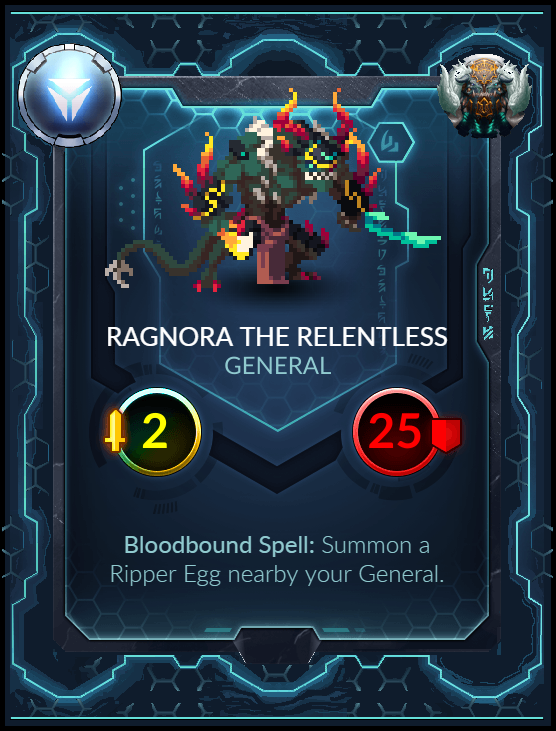 RAGNORA THE RELENTLESS
GENERAL
2
25
Bloodbound Spell: Summon a
Ripper Egg nearby your General.